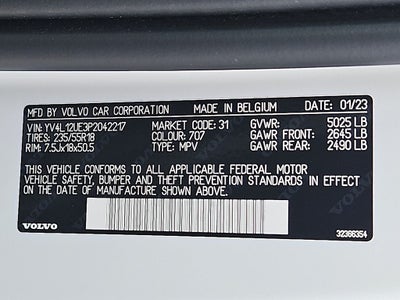 MFD BY VOLVO CAR CORPORATION MADE IN BELGIUM DATE: 01/23
VIN: YV4L12UE3P2042217 CODE: 31 GVWR: 5025 LB
TIRES: 235/55R18 COLOUR: 707 GAWR FRONT: 2645 LB
RIM: 7.5Jx18x50.5 TYPE: MPV GAWR REAR: 2490 LB
THIS VEHICLE CONFORMS TO ALL APPLICABLE FEDERAL MOTOR
VEHICLE SAFETY, BUMPER AND THEFT PREVENTION STANDARDS IN EFFECT
ON THE DATE OF MANUFACTURE SHOWN ABOVE.
VOLVO 32366354